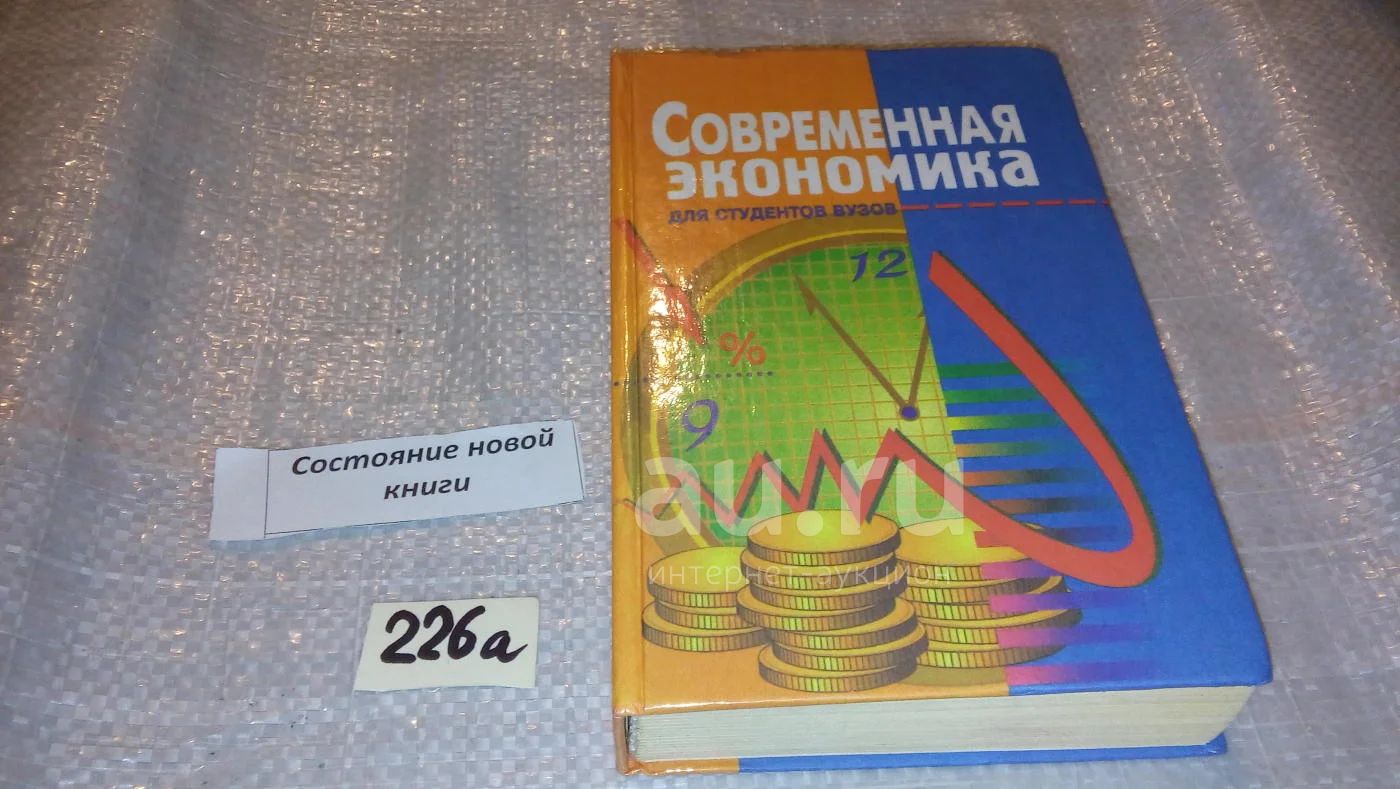 СОВРЕМЕННАЯ
ЭКОНОМИКА
ДЛЯ СТУДЕНТОВ ВУЗОВ
12
%
9
Состояние новой
книги
226а
au.ru
интернет аукцион